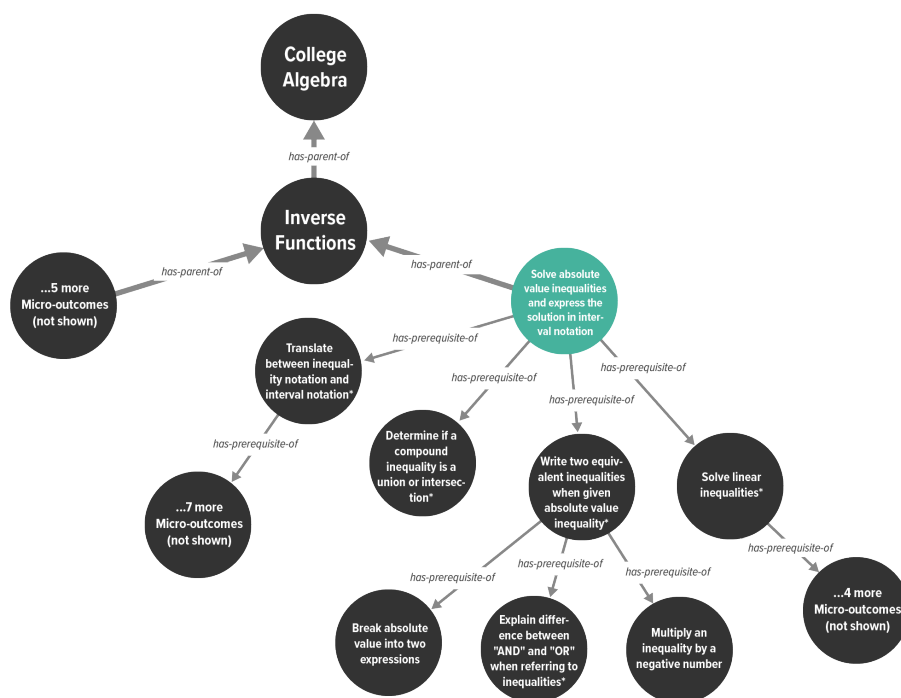 College
Algebra
has-parent-of
Inverse
Functions
has-parent-of
has-parent-of
...5 more
Micro-outcomes
(not shown)
Solve absolute
value inequalities
and express the
solution in inter-
val notation
has-prerequisite-of
Translate
between inequal-
ity notation and
interval notation*
has-prerequisite-of
has-prerequisite-of
has-prerequisite-of
Determine if a
compound
inequality is a
union or intersec-
tion*
Write two equiv-
alent inequalities
when given
absolute value
inequality*
Solve linear
inequalities*
has-prerequisite-of
...7 more
Micro-outcomes
(not shown)
has-prerequisite-of
has-prerequisite-of
has-prerequisite-of
has-prerequisite-of
Break absolute
value into two
expressions
Explain differ-
ence between
"AND" and "OR"
when referring to
inequalities*
Multiply an
inequality by a
negative number
...4 more
Micro-outcomes
(not shown)